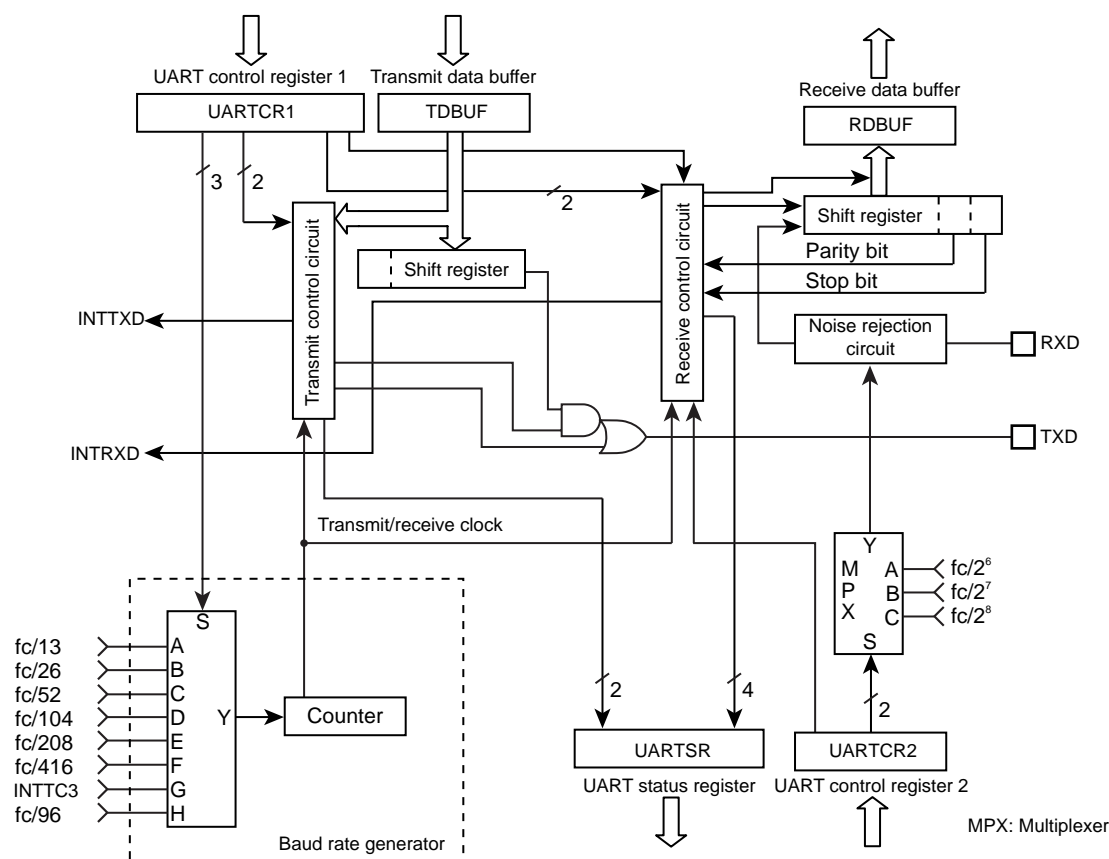 UART control register 1
Transmit data buffer
Receive data buffer
UARTCR1
TDBUF
RDBUF
3
2
2
Transmit control circuit
Shift register
Receive control circuit
Shift register
Parity bit
Stop bit
INTTXD
Noise rejection
circuit
RXD
INTRXD
TXD
Transmit/receive clock
Y
M
P
X
A
B
C
S
fc/2⁶
fc/2⁷
fc/2⁸
S
fc/13
A
fc/26
B
fc/52
C
fc/104
D
fc/208
E
fc/416
F
INTTC3
G
fc/96
H
Y
Counter
2
4
2
UARTSR
UARTCR2
UART status register
UART control register 2
Baud rate generator
MPX: Multiplexer